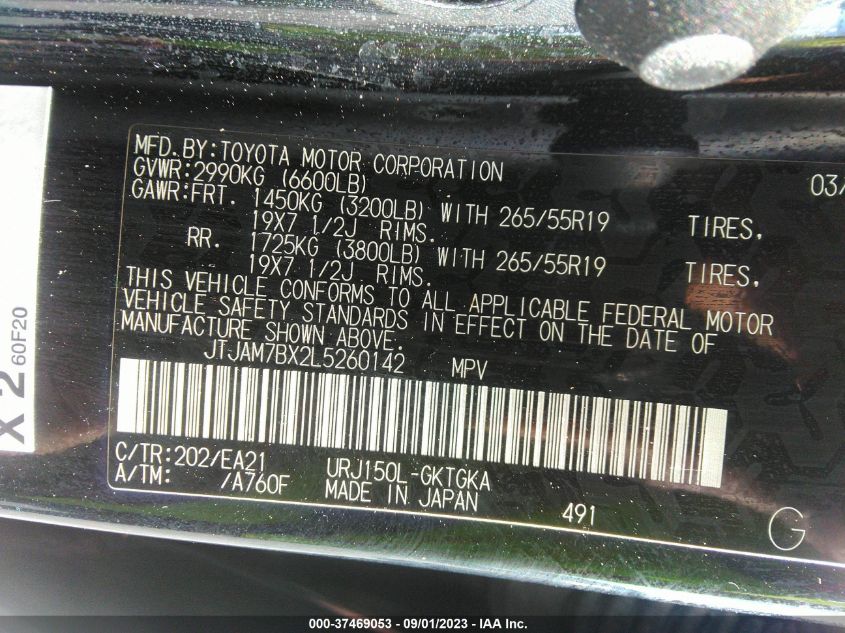 MFD.BY:TOYOTA MOTOR CORPORATION 03/
GVWR:2990KG (6600LB)
GAWR:FRT. 1450KG (3200LB) WITH 265/55R19 TIRES,
19X7 1/2J RIMS.
RR. 1725KG (3800LB) WITH 265/55R19 TIRES,
19X7 1/2J RIMS.
THIS VEHICLE CONFORMS TO ALL APPLICABLE FEDERAL MOTOR
VEHICLE SAFETY STANDARDS IN EFFECT ON THE DATE OF
MANUFACTURE SHOWN ABOVE.
JTJAM7BX2L5260142 MPV
C/TR:202/EA21 URJ150L-GKTGKA
A/TM: /A760F MADE IN JAPAN 491 G
X 2 60F20
000-37469053 - 09/01/2023 - IAA Inc.